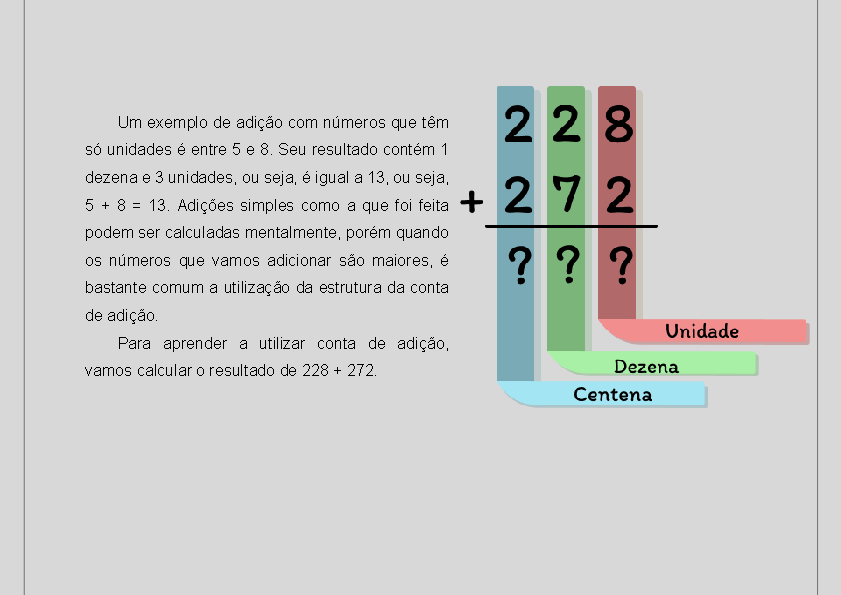 Um exemplo de adição com números que têm
só unidades é entre 5 e 8. Seu resultado contém 1
dezena e 3 unidades, ou seja, é igual a 13, ou seja,
5 + 8 = 13. Adições simples como a que foi feita
podem ser calculadas mentalmente, porém quando
os números que vamos adicionar são maiores, é
bastante comum a utilização da estrutura da conta
de adição.
Para aprender a utilizar conta de adição,
vamos calcular o resultado de 228 + 272.
2 2 8
+ 2 7 2
? ? ?
Unidade
Dezena
Centena